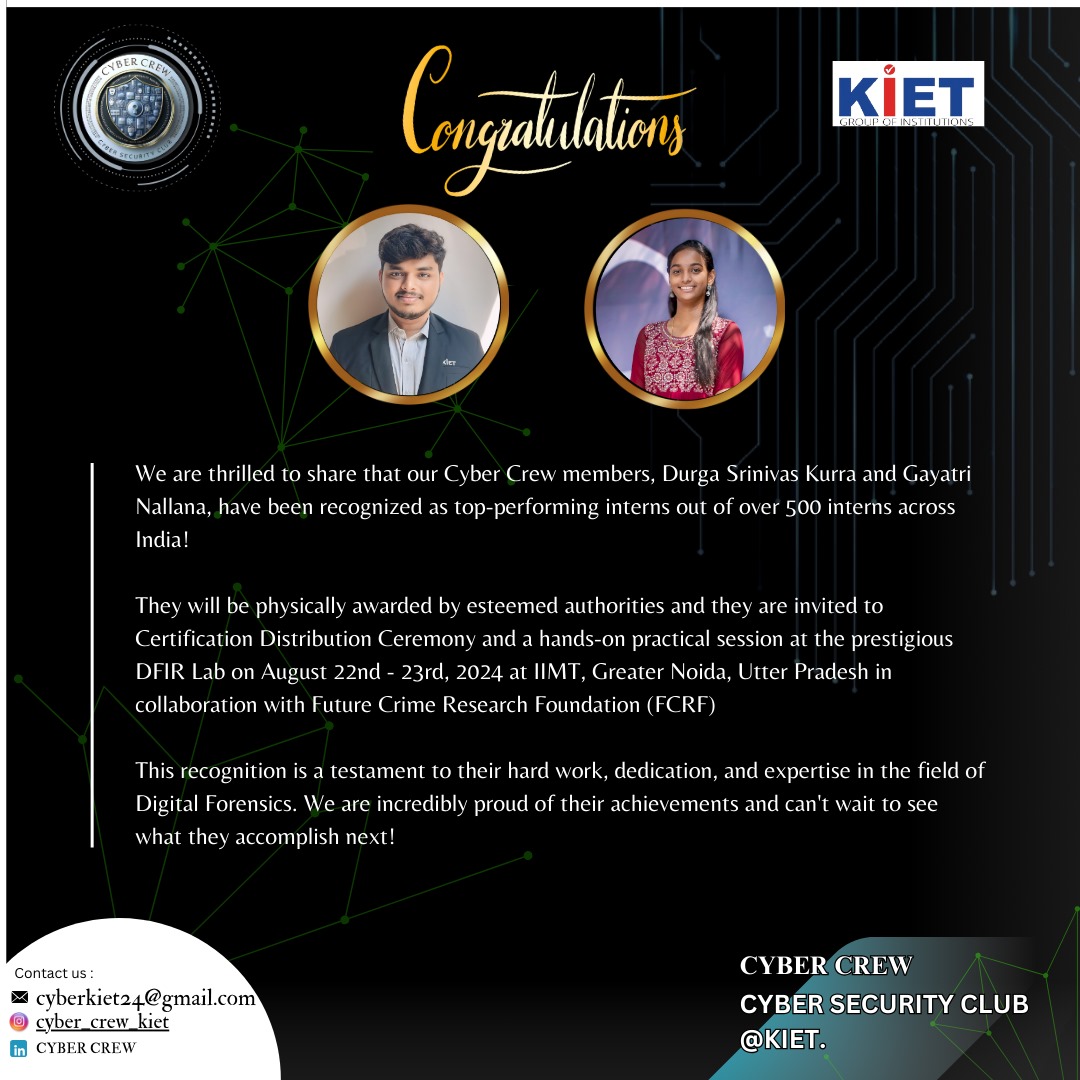 CYBER CREW
CYBER SECURITY CLUB
Congratulations
KiET
GROUP OF INSTITUTIONS
KiET
We are thrilled to share that our Cyber Crew members, Durga Srinivas Kurra and Gayatri
Nallana, have been recognized as top-performing interns out of over 500 interns across
India!
They will be physically awarded by esteemed authorities and they are invited to
Certification Distribution Ceremony and a hands-on practical session at the prestigious
DFIR Lab on August 22nd - 23rd, 2024 at IIMT, Greater Noida, Utter Pradesh in
collaboration with Future Crime Research Foundation (FCRF)
This recognition is a testament to their hard work, dedication, and expertise in the field of
Digital Forensics. We are incredibly proud of their achievements and can't wait to see
what they accomplish next!
Contact us :
cyberkiet24@gmail.com
cyber_crew_kiet
in CYBER CREW
CYBER CREW
CYBER SECURITY CLUB
@KIET.